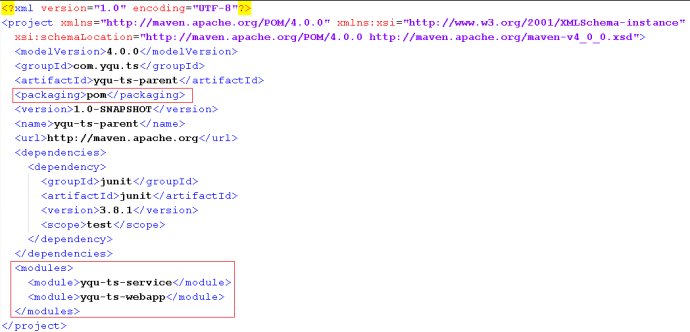 <?xml version="1.0" encoding="UTF-8"?>
<project xmlns="http://maven.apache.org/POM/4.0.0" xmlns:xsi="http://www.w3.org/2001/XMLSchema-instance"
xsi:schemaLocation="http://maven.apache.org/POM/4.0.0 http://maven.apache.org/maven-v4_0_0.xsd">
<modelVersion>4.0.0</modelVersion>
<groupId>com.yqu.ts</groupId>
<artifactId>yqu-ts-parent</artifactId>
<packaging>pom</packaging>
<version>1.0-SNAPSHOT</version>
<name>yqu-ts-parent</name>
<url>http://maven.apache.org</url>
<dependencies>
<dependency>
<groupId>junit</groupId>
<artifactId>junit</artifactId>
<version>3.8.1</version>
<scope>test</scope>
</dependency>
</dependencies>
<modules>
<module>yqu-ts-service</module>
<module>yqu-ts-webapp</module>
</modules>
</project>